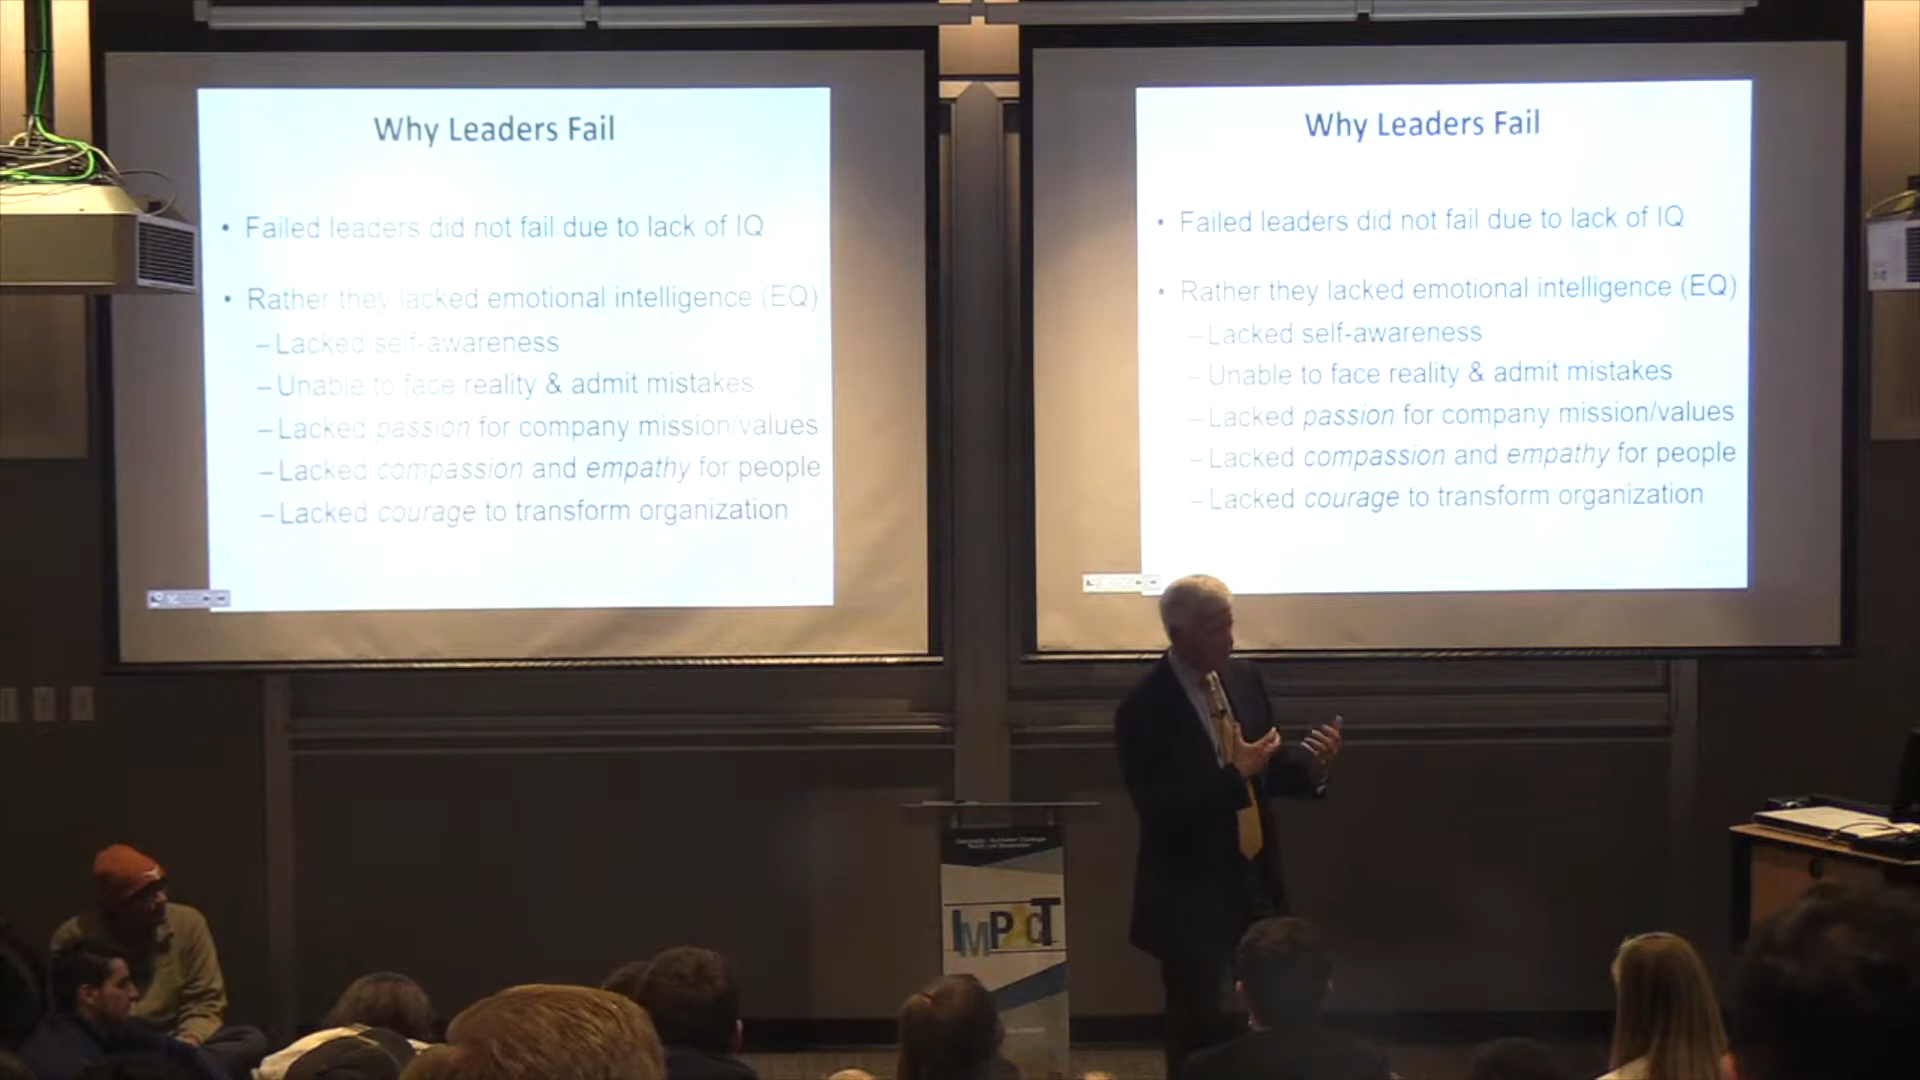 Why Leaders Fail
• Failed leaders did not fail due to lack of IQ
• Rather they lacked emotional intelligence (EQ)
– Lacked self-awareness
– Unable to face reality & admit mistakes
– Lacked passion for company mission/values
– Lacked compassion and empathy for people
– Lacked courage to transform organization
Why Leaders Fail
• Failed leaders did not fail due to lack of IQ
• Rather they lacked emotional intelligence (EQ)
– Lacked self-awareness
– Unable to face reality & admit mistakes
– Lacked passion for company mission/values
– Lacked compassion and empathy for people
– Lacked courage to transform organization
IMPACT